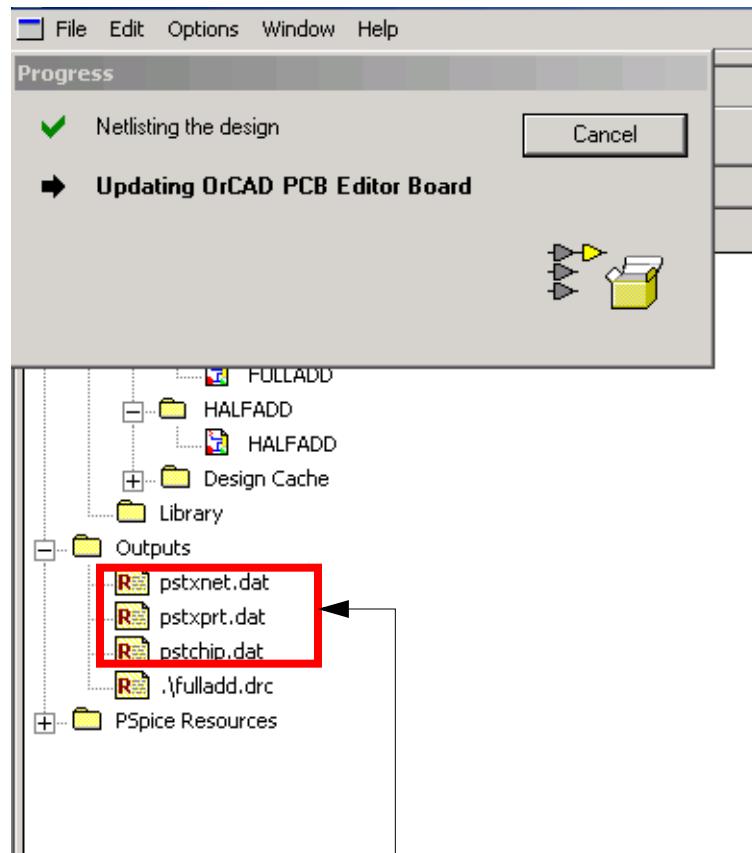 File Edit Options Window Help
Progress
Netlisting the design
Cancel
Updating OrCAD PCB Editor Board
FULLADD
HALFADD
HALFADD
Design Cache
Library
Outputs
pstxnet.dat
pstxprt.dat
pstchip.dat
.\fulladd.drc
PSpice Resources